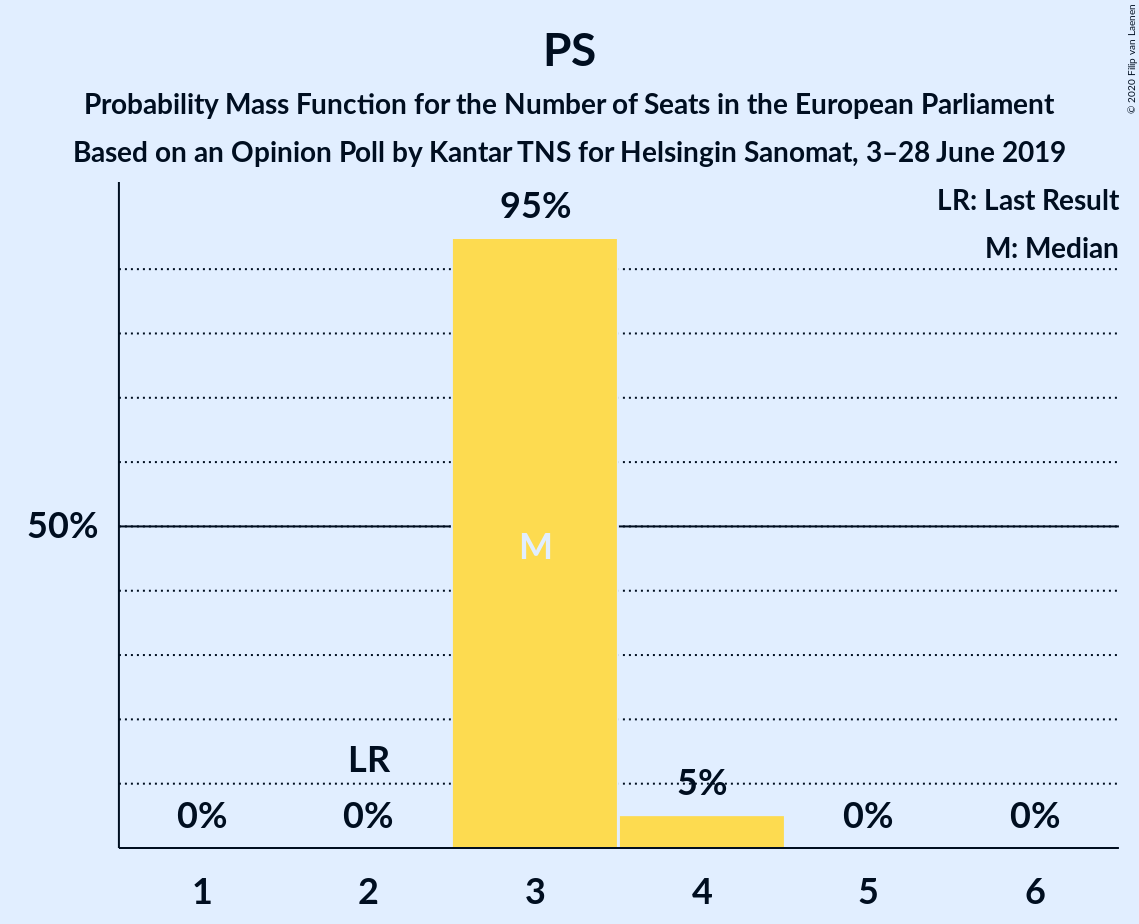 PS
Probability Mass Function for the Number of Seats in the European Parliament
Based on an Opinion Poll by Kantar TNS for Helsingin Sanomat, 3–28 June 2019
© 2020 Filip van Laenen
LR: Last Result
M: Median
95%
50%
M
LR
5%
0% 0% 0% 0%
1 2 3 4 5 6